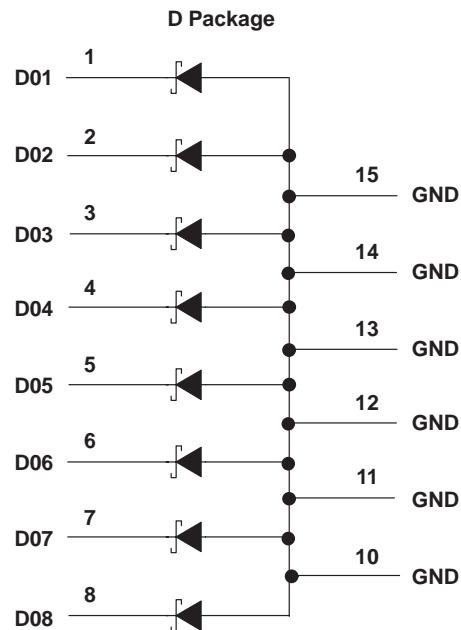 D Package
1
D01
2
D02
15
GND
3
D03
14
GND
4
D04
13
GND
5
D05
12
GND
6
D06
11
GND
7
D07
10
GND
8
D08